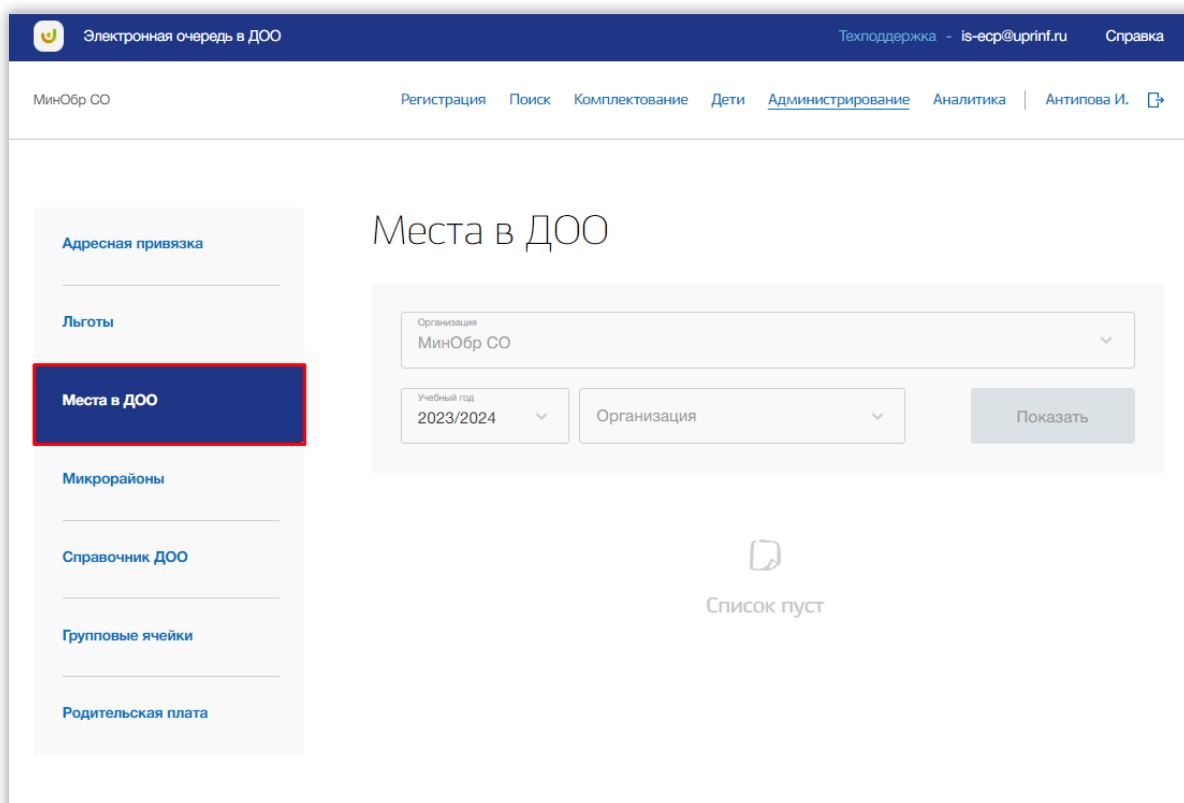 Электронная очередь в ДОО
Техподдержка - is-ecp@uprinf.ru Справка
МинОбр СО
Регистрация Поиск Комплектование Дети Администрирование Аналитика Антипова И.
Адресная привязка
Льготы
Места в ДОО
Микрорайоны
Справочник ДОО
Групповые ячейки
Родительская плата
Места в ДОО
Организация
МинОбр СО
Учебный год
2023/2024
Организация
Показать
Список пуст